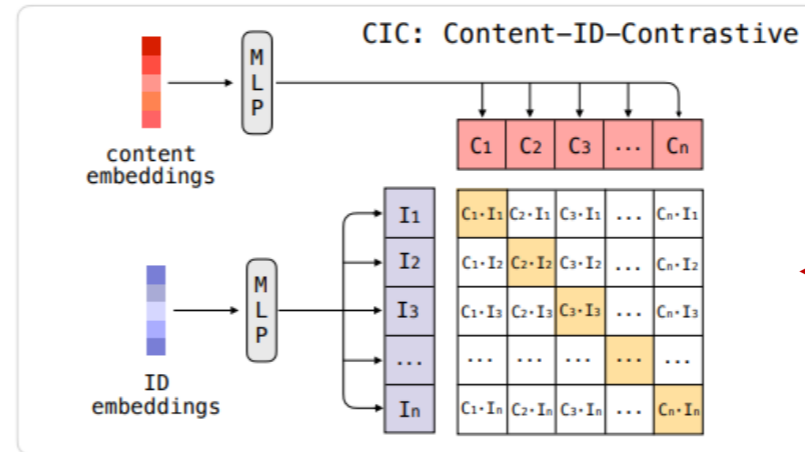 CIC: Content-ID-Contrastive
M
L
P
content
embeddings
C1 C2 C3 ... Cn
I1 C1·I1 C2·I1 C3·I1 ... Cn·I1
I2 C1·I2 C2·I2 C3·I2 ... Cn·I2
I3 C1·I3 C2·I3 C3·I3 ... Cn·I3
... ... ... ... ... ...
In C1·In C2·In C3·In ... Cn·In
M
L
P
ID
embeddings